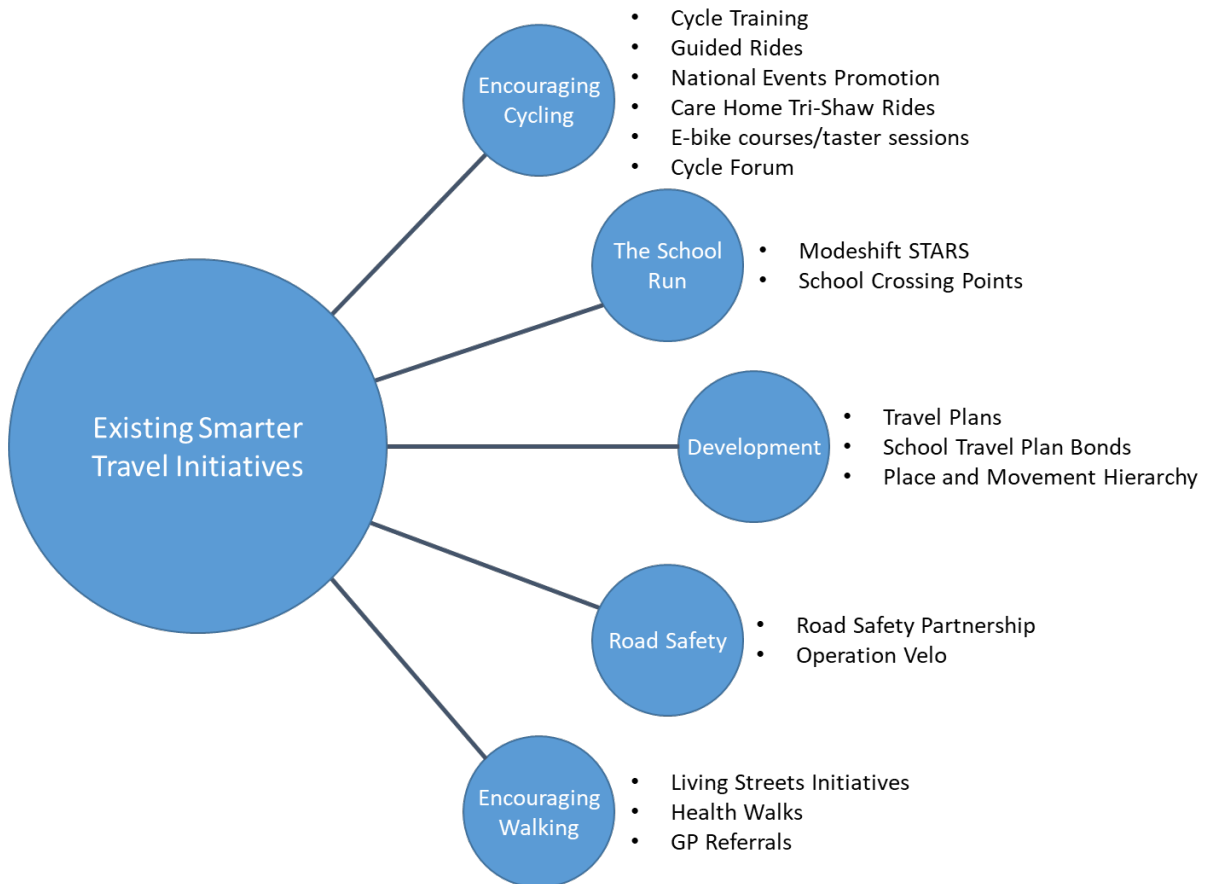 Existing Smarter
Travel Initiatives
Encouraging
Cycling
• Cycle Training
• Guided Rides
• National Events Promotion
• Care Home Tri-Shaw Rides
• E-bike courses/taster sessions
• Cycle Forum
The School
Run
• Modeshift STARS
• School Crossing Points
Development
• Travel Plans
• School Travel Plan Bonds
• Place and Movement Hierarchy
Road Safety
• Road Safety Partnership
• Operation Velo
Encouraging
Walking
• Living Streets Initiatives
• Health Walks
• GP Referrals